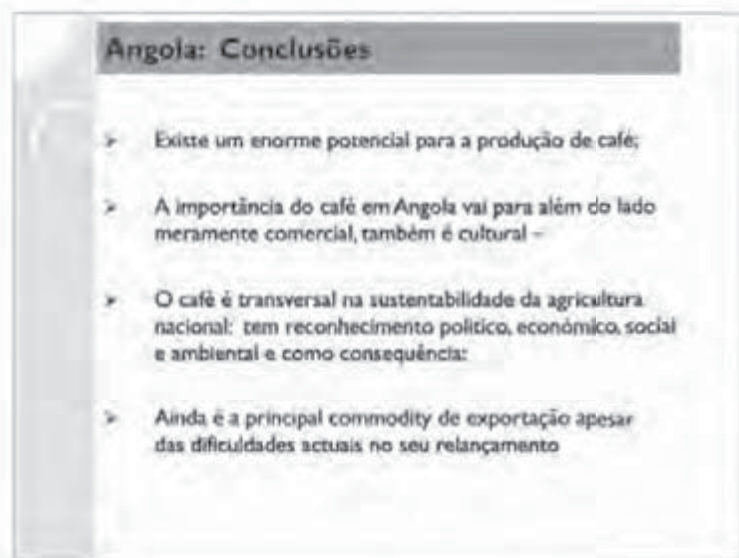 Angola: Conclusões
➢ Existe um enorme potencial para a produção de café;
➢ A importância do café em Angola vai para além do lado
meramente comercial, também é cultural –
➢ O café é transversal na sustentabilidade da agricultura
nacional: tem reconhecimento politico, económico, social
e ambiental e como consequência:
➢ Ainda é a principal commodity de exportação apesar
das dificuldades actuais no seu relançamento